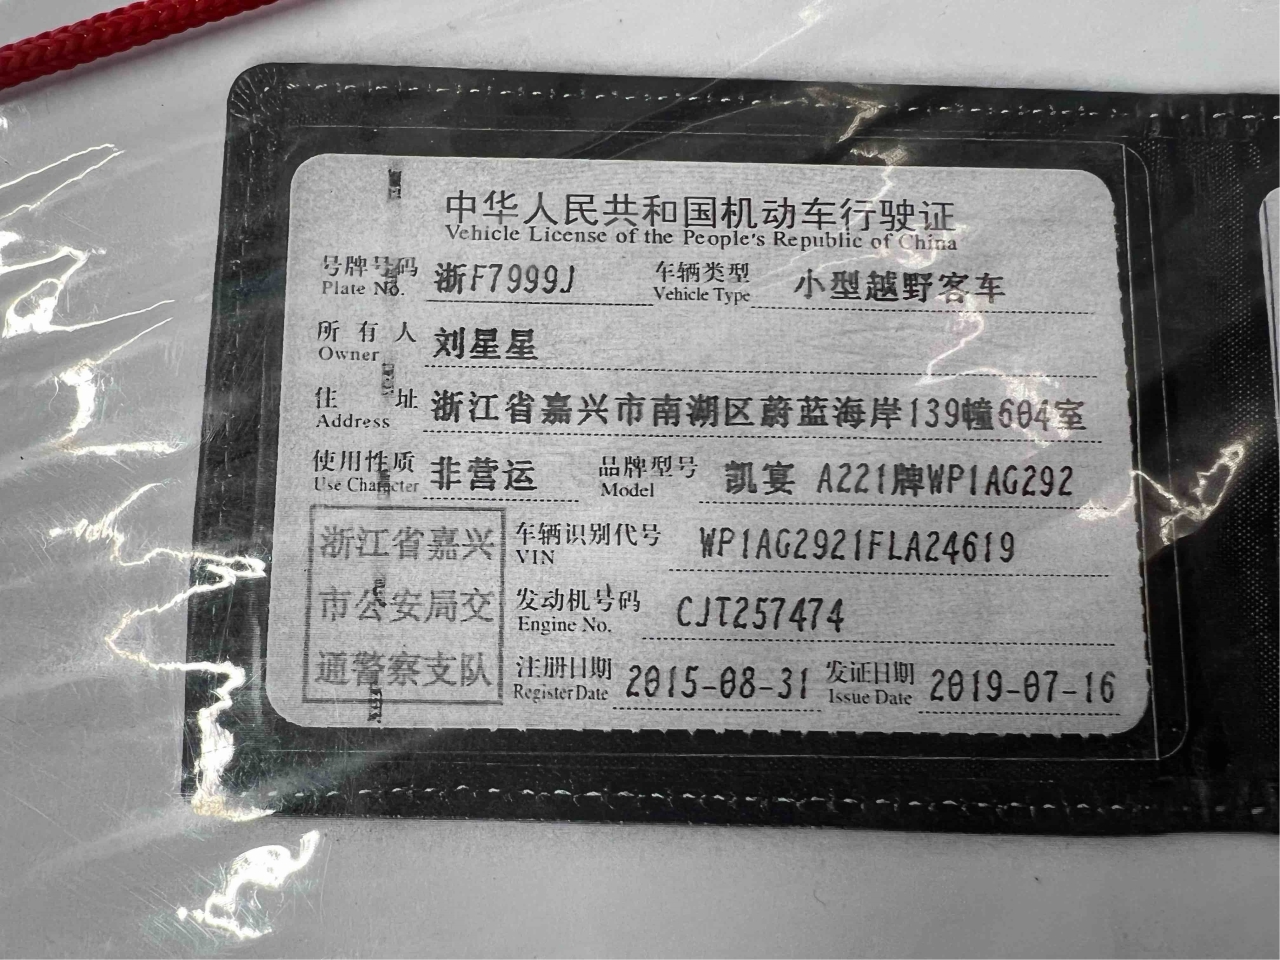 中华人民共和国机动车行驶证
Vehicle License of the People's Republic of China
号牌号码 浙F7999J 车辆类型 小型越野客车
Plate No. Vehicle Type
所有人 刘星星
Owner
住址 浙江省嘉兴市南湖区蔚蓝海岸139幢604室
Address
使用性质 非营运 品牌型号 凯宴 A221牌WP1AG292
Use Character Model
浙江省嘉兴 车辆识别代号 WP1AG2921FLA24619
VIN
市公安局交 发动机号码 CJT257474
Engine No.
通警察支队 注册日期 2015-08-31 发证日期 2019-07-16
Register Date Issue Date